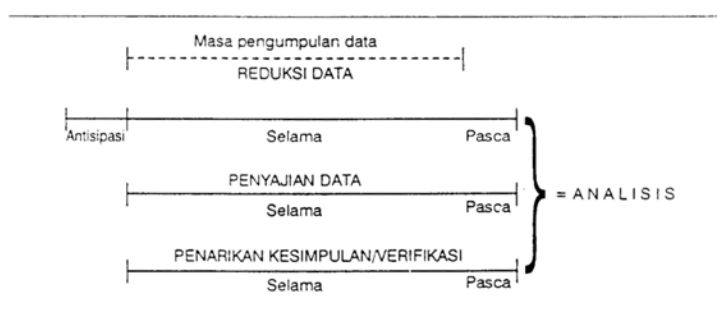 Masa pengumpulan data
REDUKSI DATA
Antisipasi Selama Pasca
PENYAJIAN DATA
Selama Pasca
= ANALISIS
PENARIKAN KESIMPULAN/VERIFIKASI
Selama Pasca